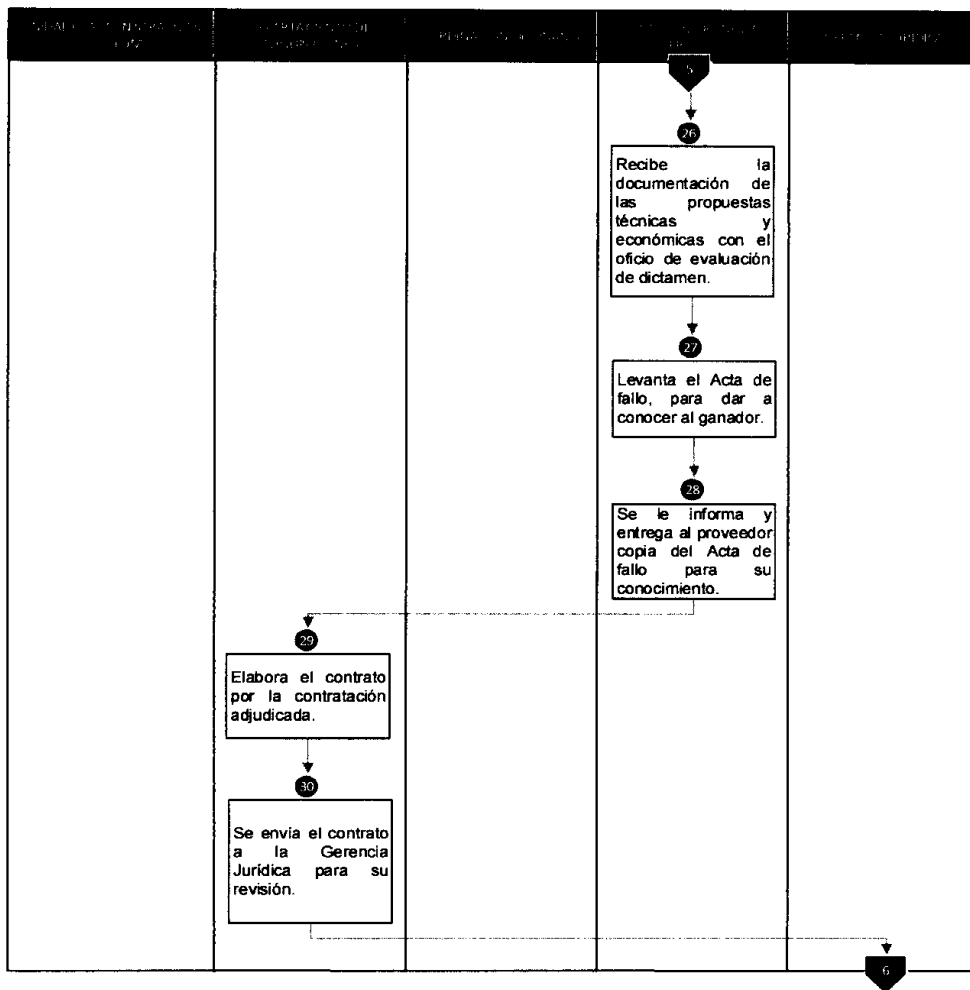 5
26
Recibe la
documentación de
las propuestas
técnicas y
económicas con el
oficio de evaluación
de dictamen.
27
Levanta el Acta de
fallo, para dar a
conocer al ganador.
28
Se le informa y
entrega al proveedor
copia del Acta de
fallo para su
conocimiento.
29
Elabora el contrato
por la contratación
adjudicada.
30
Se envía el contrato
a la Gerencia
Jurídica para su
revisión.
6